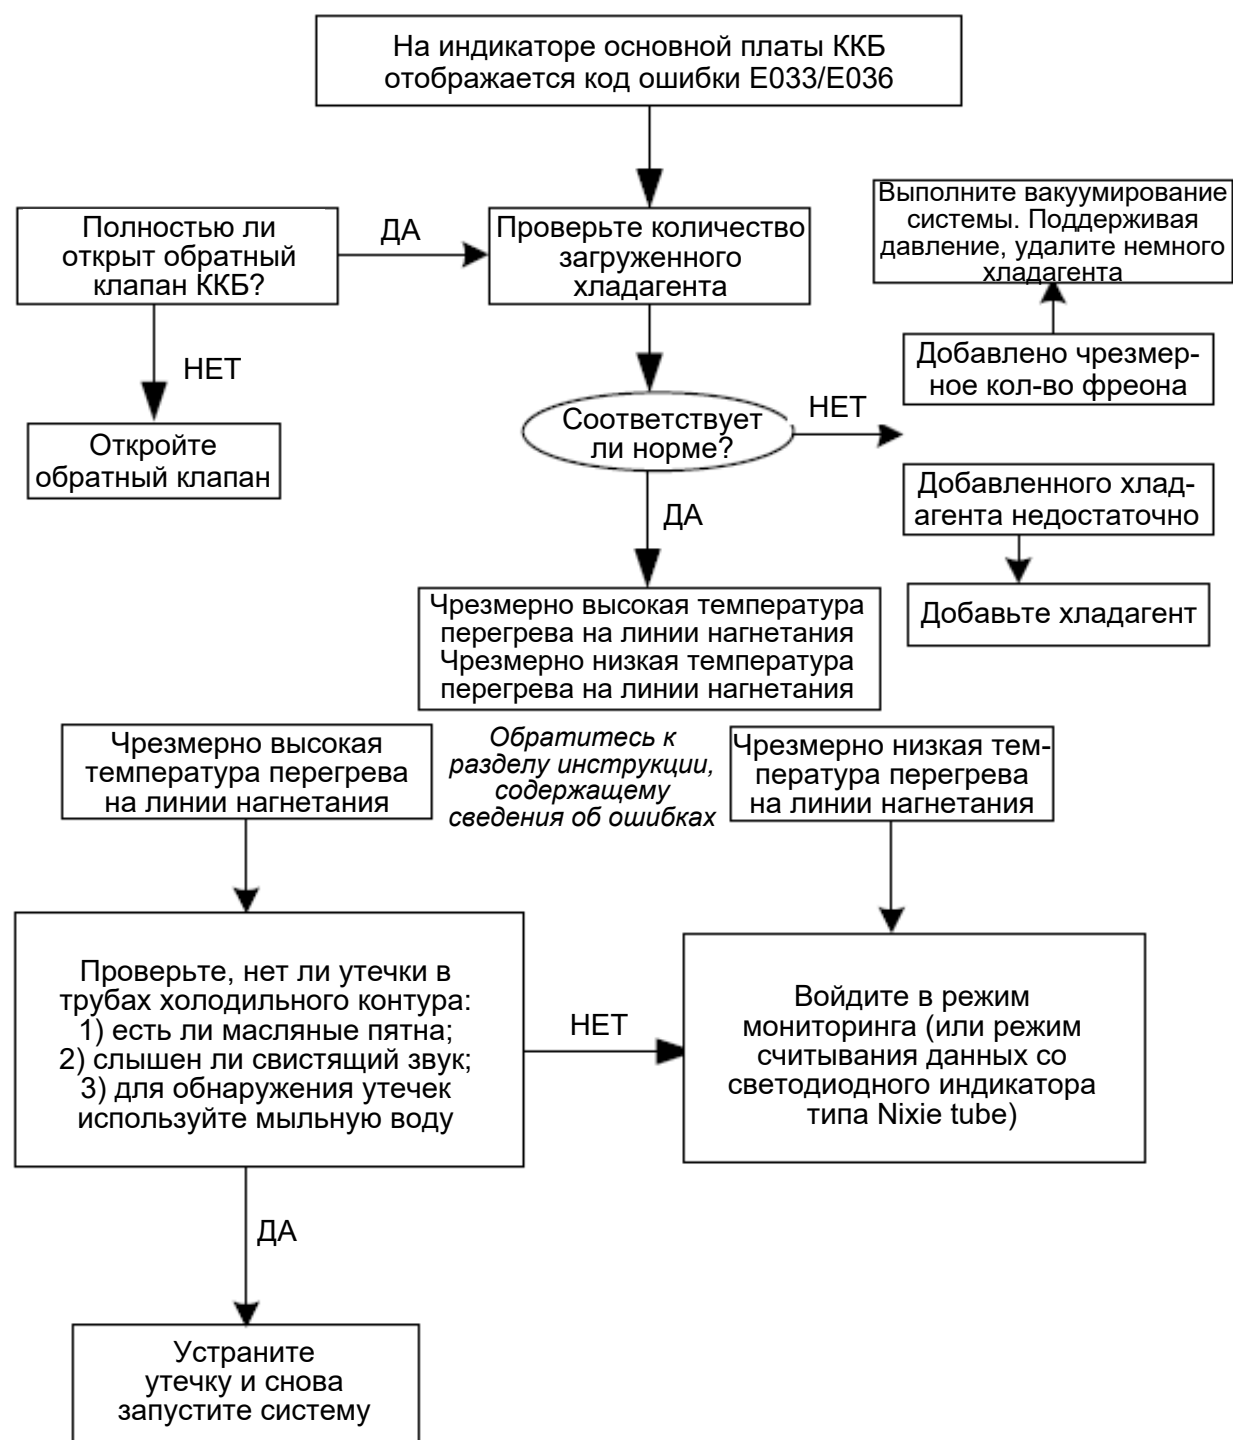 На индикаторе основной платы ККБ
отображается код ошибки E033/E036
Полностью ли
открыт обратный
клапан ККБ?
ДА
Проверьте количество
загруженного
хладагента
Выполните вакуумирование
системы. Поддерживая
давление, удалите немного
хладагента
НЕТ
Добавлено чрезмер-
ное кол-во фреона
Откройте
обратный клапан
Соответствует
ли норме?
НЕТ
Добавленного хлад-
агента недостаточно
ДА
Добавьте хладагент
Чрезмерно высокая температура
перегрева на линии нагнетания
Чрезмерно низкая температура
перегрева на линии нагнетания
Чрезмерно высокая
температура перегрева
на линии нагнетания
Обратитесь к
разделу инструкции,
содержащему
сведения об ошибках
Чрезмерно низкая тем-
пература перегрева
на линии нагнетания
Проверьте, нет ли утечки в
трубах холодильного контура:
1) есть ли масляные пятна;
2) слышен ли свистящий звук;
3) для обнаружения утечек
используйте мыльную воду
НЕТ
Войдите в режим
мониторинга (или режим
считывания данных со
светодиодного индикатора
типа Nixie tube)
ДА
Устраните
утечку и снова
запустите систему